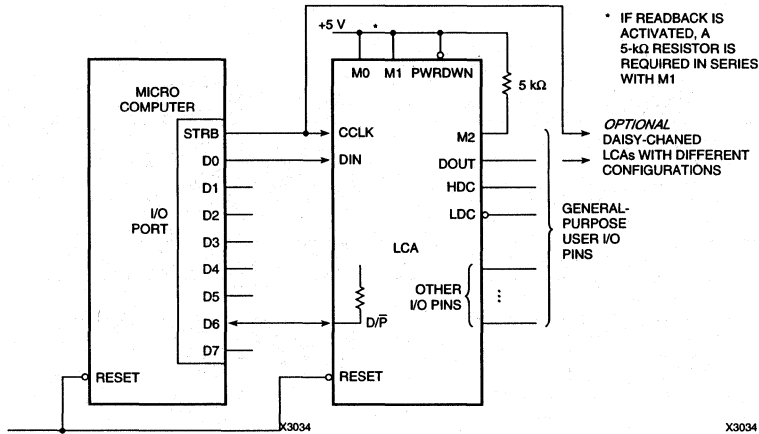 +5 V
*
* IF READBACK IS
ACTIVATED, A
5-kΩ RESISTOR IS
REQUIRED IN SERIES
WITH M1
MICRO
COMPUTER
M0 M1 PWRDWN
5 kΩ
STRB
D0
D1
D2
D3
D4
D5
D6
D7
I/O
PORT
RESET
CCLK
DIN
LCA
D/P̅
RESET
M2
DOUT
HDC
LDC
OTHER
I/O PINS
⋮
GENERAL-
PURPOSE
USER I/O
PINS
OPTIONAL
DAISY-CHANED
LCAs WITH DIFFERENT
CONFIGURATIONS
X3034
X3034